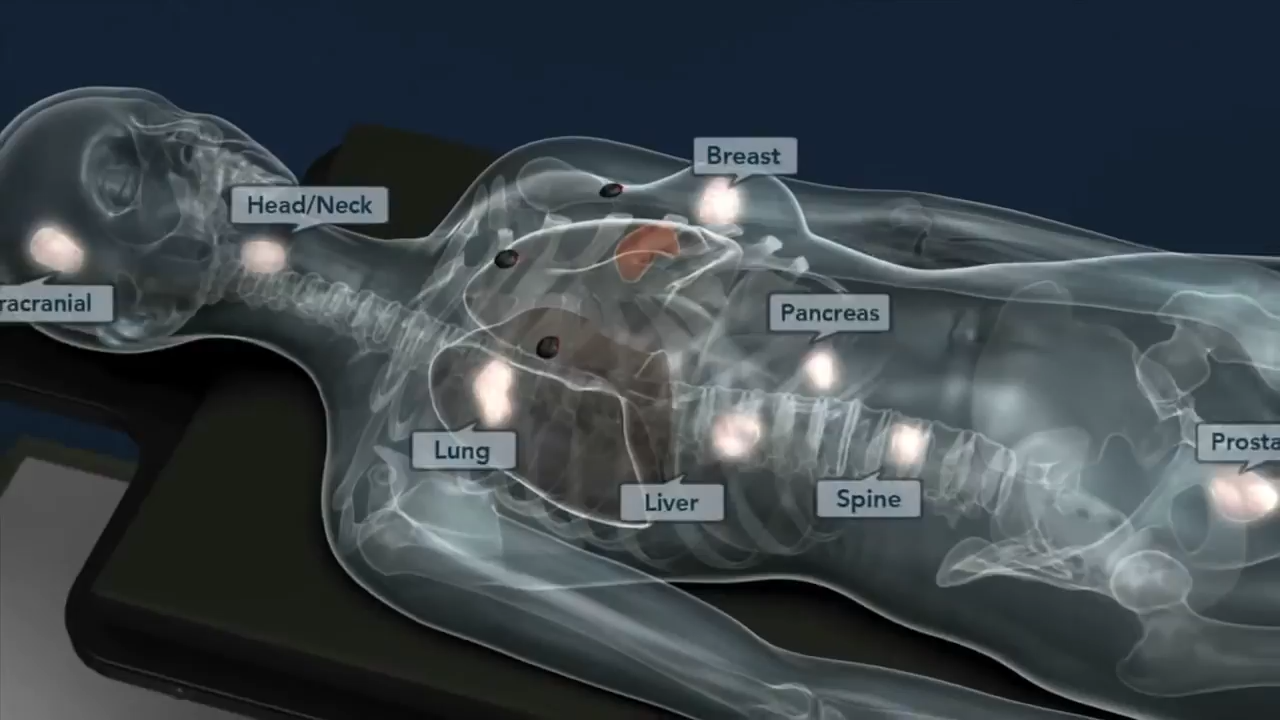 Breast
Head/Neck
racranial
Pancreas
Lung
Liver
Spine
Prosta